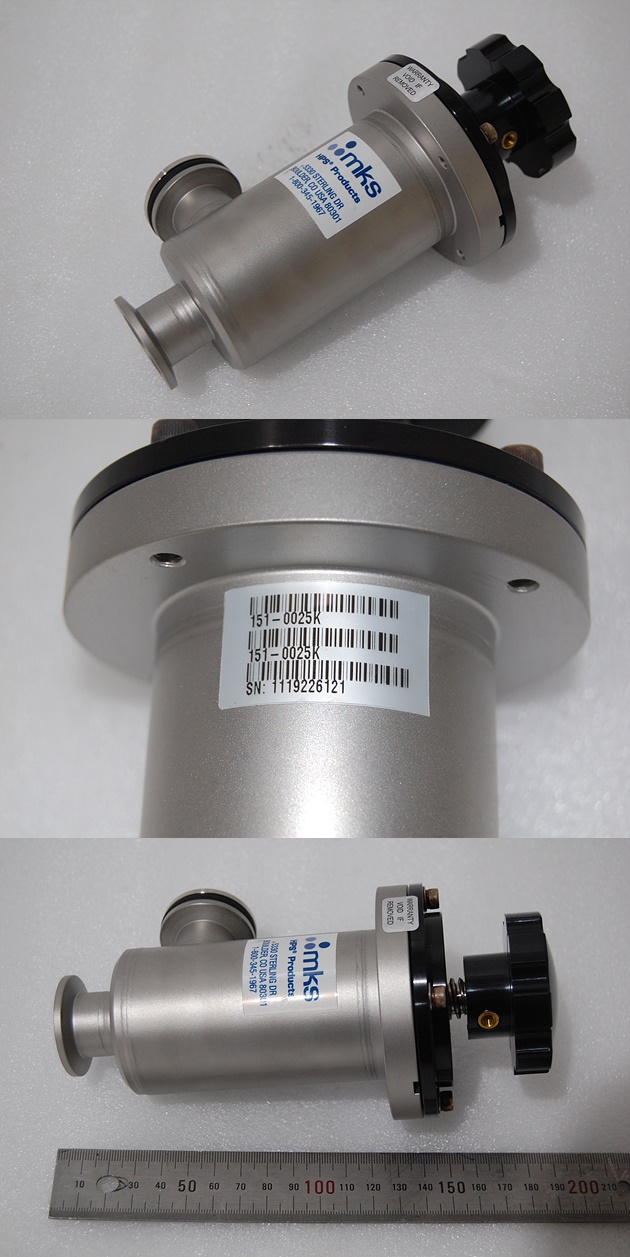 WARRANTY
VOID IF
REMOVED
mks
HPS® Products
5330 STERLING DR
BOULDER, CO USA 80301
1-800-345-1967
151-0025K
151-0025K
SN: 1119226121
WARRANTY
VOID IF
REMOVED
mks
HPS® Products
5330 STERLING DR
BOULDER, CO USA 80301
1-800-345-1967
10 30 40 50 60 70 80 90 100 110 120 130 140 150 160 170 180 190 200 210